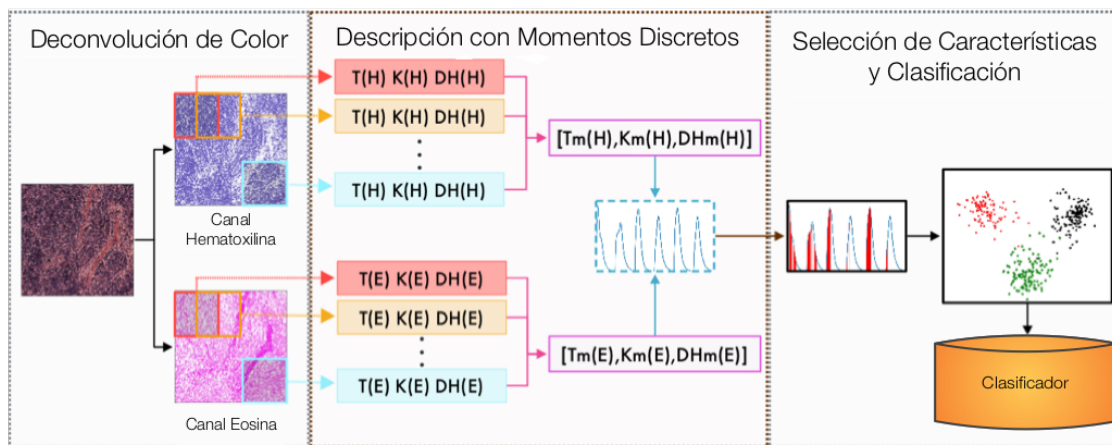 Deconvolución de Color
Canal
Hematoxilina
Canal Eosina
Descripción con Momentos Discretos
T(H) K(H) DH(H)
T(H) K(H) DH(H)
T(H) K(H) DH(H)
[Tm(H),Km(H),DHm(H)]
T(E) K(E) DH(E)
T(E) K(E) DH(E)
T(E) K(E) DH(E)
[Tm(E),Km(E),DHm(E)]
Selección de Características
y Clasificación
Clasificador